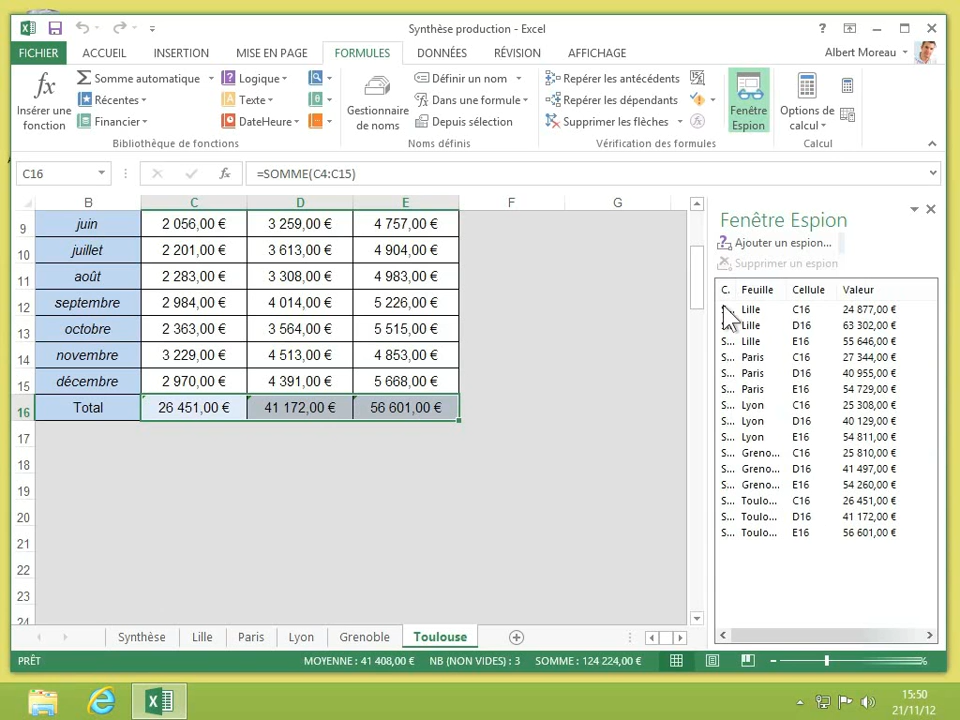 Synthèse production - Excel
FICHIER ACCUEIL INSERTION MISE EN PAGE FORMULES DONNÉES RÉVISION AFFICHAGE Albert Moreau
Insérer une fonction
Somme automatique
Récentes
Financier
Logique
Texte
DateHeure
Bibliothèque de fonctions
Gestionnaire de noms
Définir un nom
Dans une formule
Depuis sélection
Noms définis
Repérer les antécédents
Repérer les dépendants
Supprimer les flèches
Vérification des formules
Fenêtre Espion
Options de calcul
Calcul
C16 fx =SOMME(C4:C15)
B C D E F G
9 juin 2 056,00 € 3 259,00 € 4 757,00 €
10 juillet 2 201,00 € 3 613,00 € 4 904,00 €
11 août 2 283,00 € 3 308,00 € 4 983,00 €
12 septembre 2 984,00 € 4 014,00 € 5 226,00 €
13 octobre 2 363,00 € 3 564,00 € 5 515,00 €
14 novembre 3 229,00 € 4 513,00 € 4 853,00 €
15 décembre 2 970,00 € 4 391,00 € 5 668,00 €
16 Total 26 451,00 € 41 172,00 € 56 601,00 €
17
18
19
20
21
22
23
24
Fenêtre Espion
Ajouter un espion...
Supprimer un espion
C. Feuille Cellule Valeur
Lille C16 24 877,00 €
Lille D16 63 302,00 €
S... Lille E16 55 646,00 €
S... Paris C16 27 344,00 €
S... Paris D16 40 955,00 €
S... Paris E16 54 729,00 €
S... Lyon C16 25 308,00 €
S... Lyon D16 40 129,00 €
S... Lyon E16 54 811,00 €
S... Greno... C16 25 810,00 €
S... Greno... D16 41 497,00 €
S... Greno... E16 54 260,00 €
S... Toulo... C16 26 451,00 €
S... Toulo... D16 41 172,00 €
S... Toulo... E16 56 601,00 €
Synthèse Lille Paris Lyon Grenoble Toulouse
PRÊT MOYENNE : 41 408,00 € NB (NON VIDES) : 3 SOMME : 124 224,00 € %
15:50
21/11/12